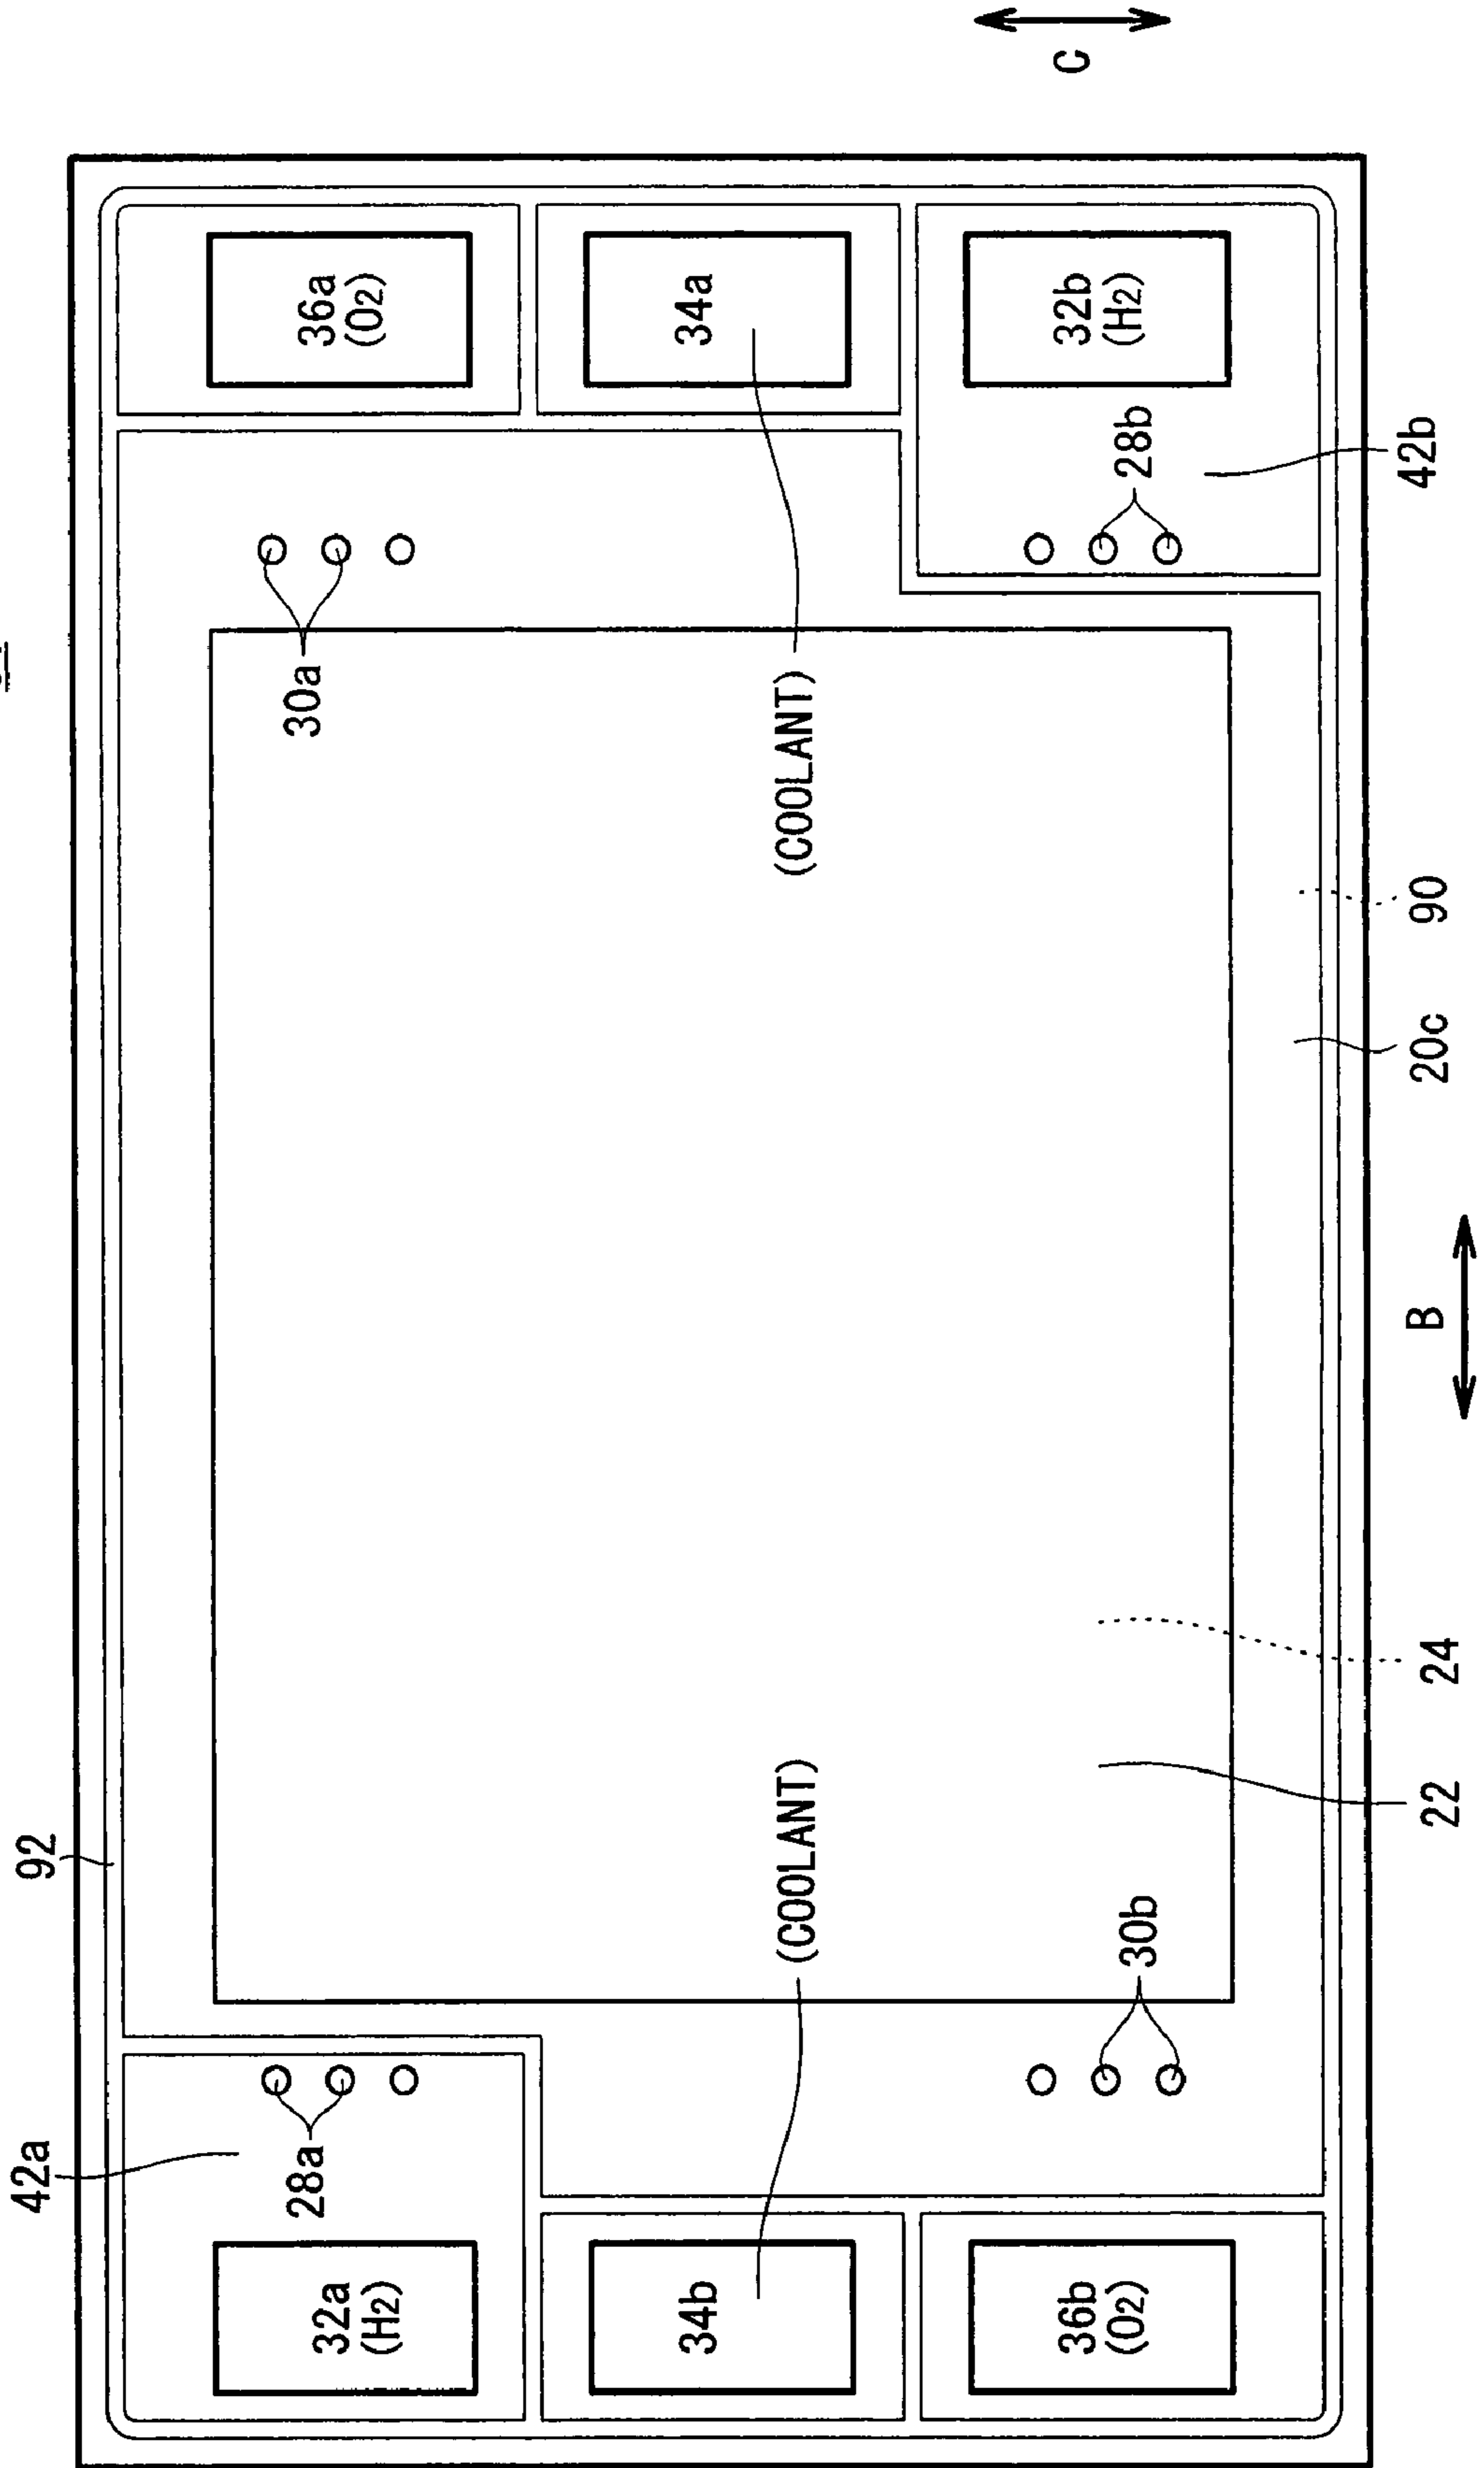 42a
92
32a
(H2)
28a
30a
36a
(O2)
34b
34a
(COOLANT)
(COOLANT)
36b
(O2)
30b
28b
32b
(H2)
C
22
24
B
20c
90
42b